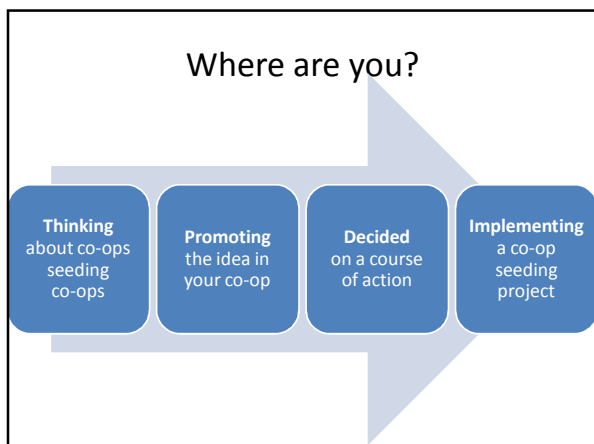 Where are you?
Thinking
about co-ops
seeding
co-ops
Promoting
the idea in
your co-op
Decided
on a course
of action
Implementing
a co-op
seeding
project